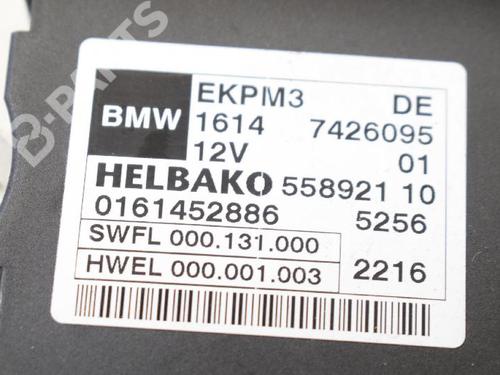 B-PARTS
BMW
EKPM3 DE
1614 7426095
12V 01
HELBAKO 558921 10
0161452886 5256
SWFL 000.131.000
HWEL 000.001.003 2216